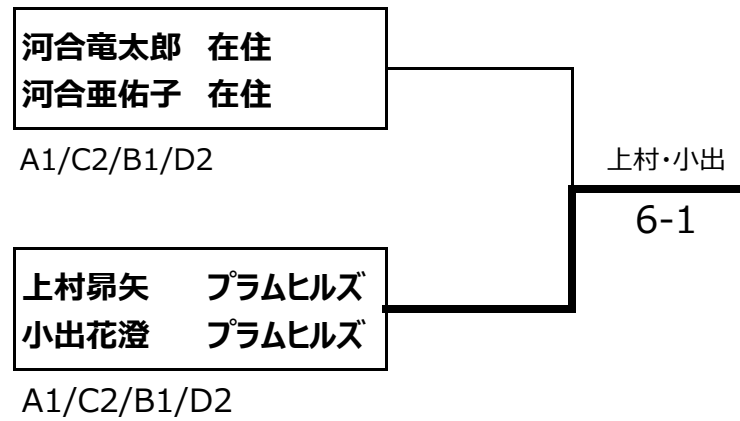 河合竜太郎 在住
河合亜佑子 在住
A1/C2/B1/D2
上村・小出
6-1
上村昴矢 プラムヒルズ
小出花澄 プラムヒルズ
A1/C2/B1/D2